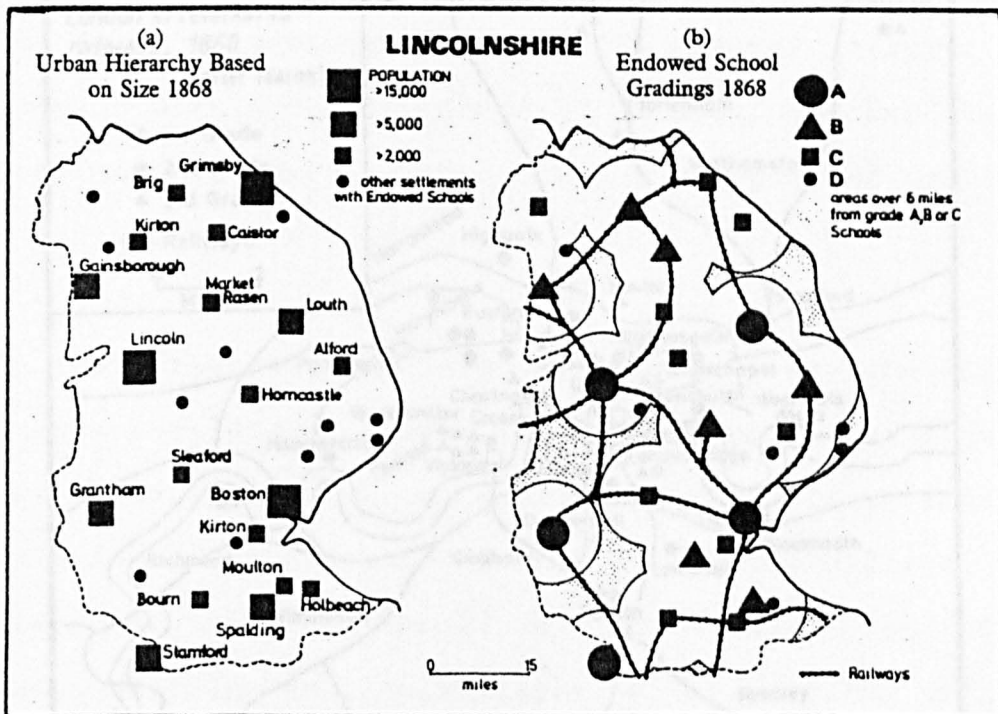 LINCOLNSHIRE
(a)
Urban Hierarchy Based
on Size 1868
POPULATION
>15,000
>5,000
>2,000
other settlements
with Endowed Schools
Grimsby
Brig
Kirton
Caistor
Gainsborough
Market
Rasen
Louth
Lincoln
Alford
Horncastle
Sleaford
Grantham
Boston
Kirton
Moulton
Bourn
Holbeach
Spalding
Stamford
(b)
Endowed School
Gradings 1868
A
B
C
D
areas over 6 miles
from grade A,B or C
Schools
0 15
miles
Railways